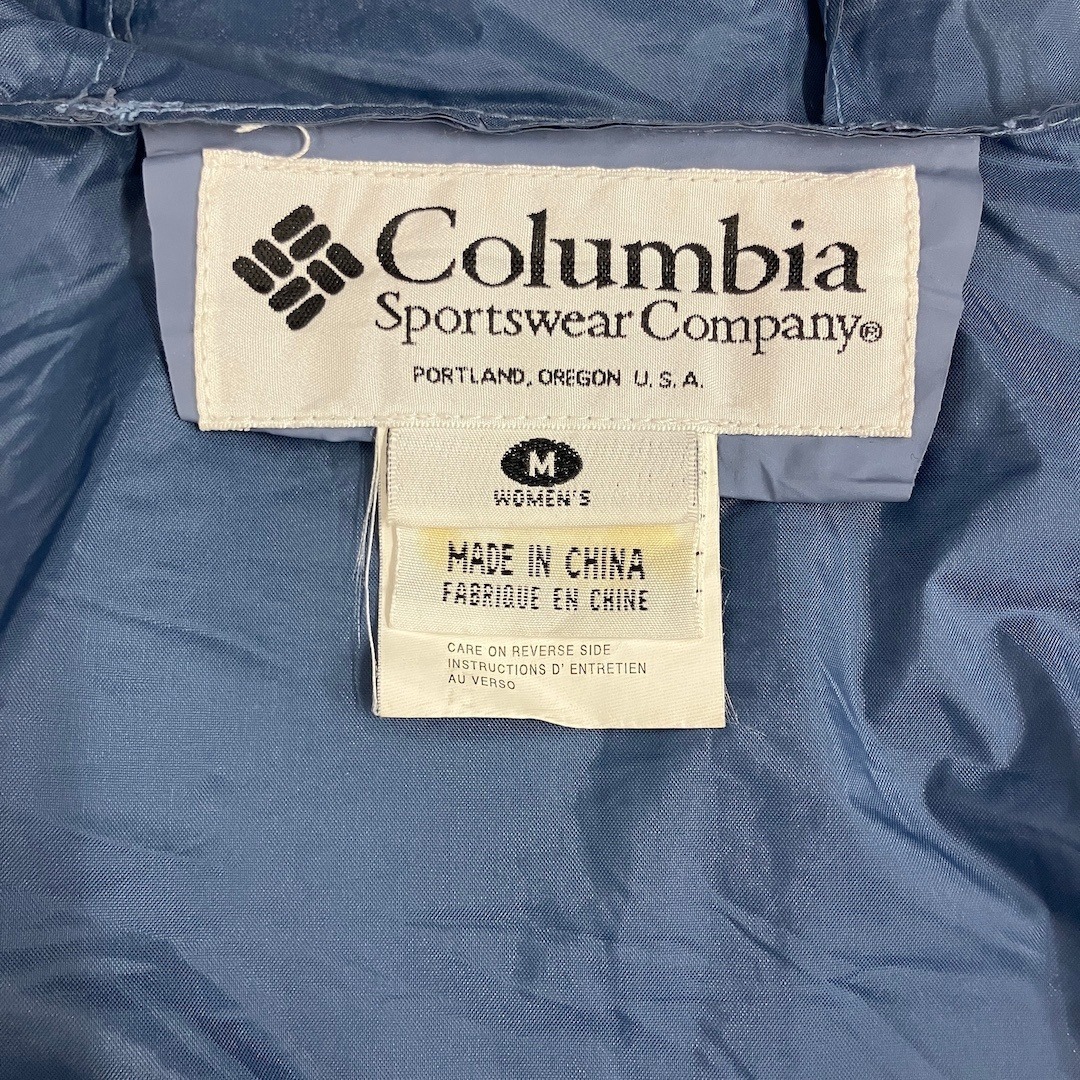 Columbia
Sportswear Company®
PORTLAND, OREGON U.S.A.
M
WOMEN'S
MADE IN CHINA
FABRIQUE EN CHINE
CARE ON REVERSE SIDE
INSTRUCTIONS D' ENTRETIEN
AU VERSO